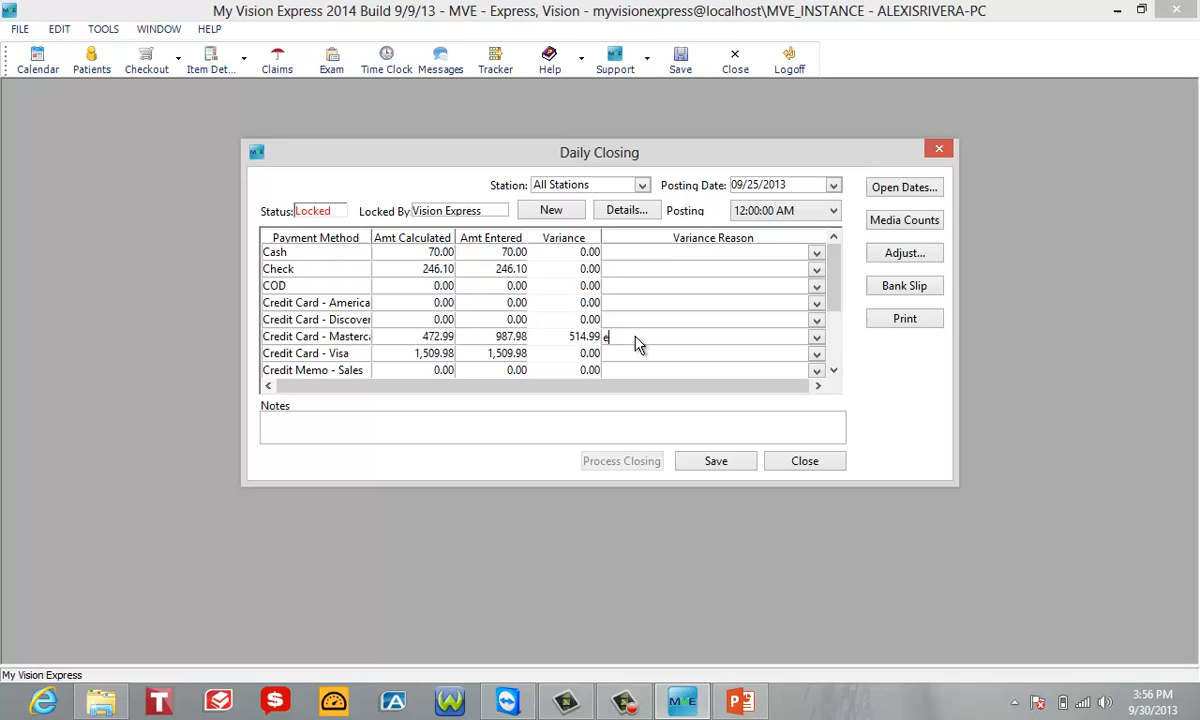 My Vision Express 2014 Build 9/9/13 - MVE - Express, Vision - myvisionexpress@localhost\MVE_INSTANCE - ALEXISRIVERA-PC
FILE EDIT TOOLS WINDOW HELP
Calendar Patients Checkout Item Det... Claims Exam Time Clock Messages Tracker Help Support Save Close Logoff
Daily Closing
Station: All Stations Posting Date: 09/25/2013 Open Dates...
Status: Locked Locked By Vision Express New Details... Posting 12:00:00 AM
Media Counts
Payment Method Amt Calculated Amt Entered Variance Variance Reason
Cash 70.00 70.00 0.00
Adjust...
Check 246.10 246.10 0.00
COD 0.00 0.00 0.00
Bank Slip
Credit Card - America 0.00 0.00 0.00
Credit Card - Discover 0.00 0.00 0.00
Print
Credit Card - Masterca 472.99 987.98 514.99 e
Credit Card - Visa 1,509.98 1,509.98 0.00
Credit Memo - Sales 0.00 0.00 0.00
Notes
Process Closing Save Close
My Vision Express
3:56 PM
9/30/2013